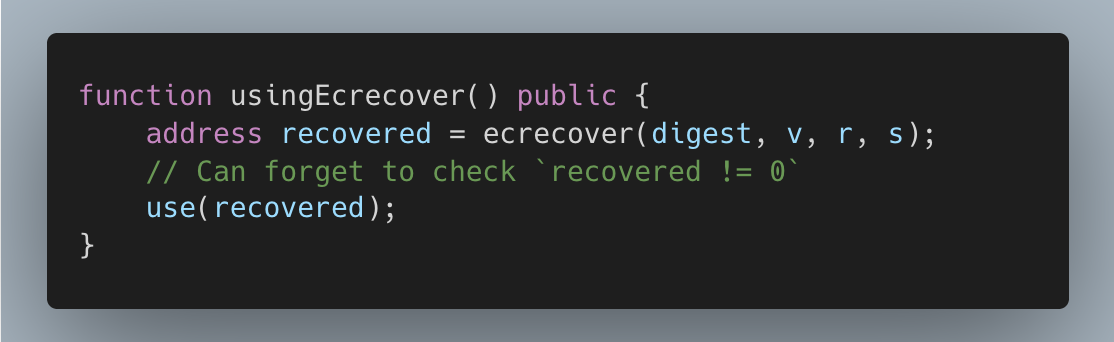 function usingEcrecover() public {
    address recovered = ecrecover(digest, v, r, s);
    // Can forget to check `recovered != 0`
    use(recovered);
}